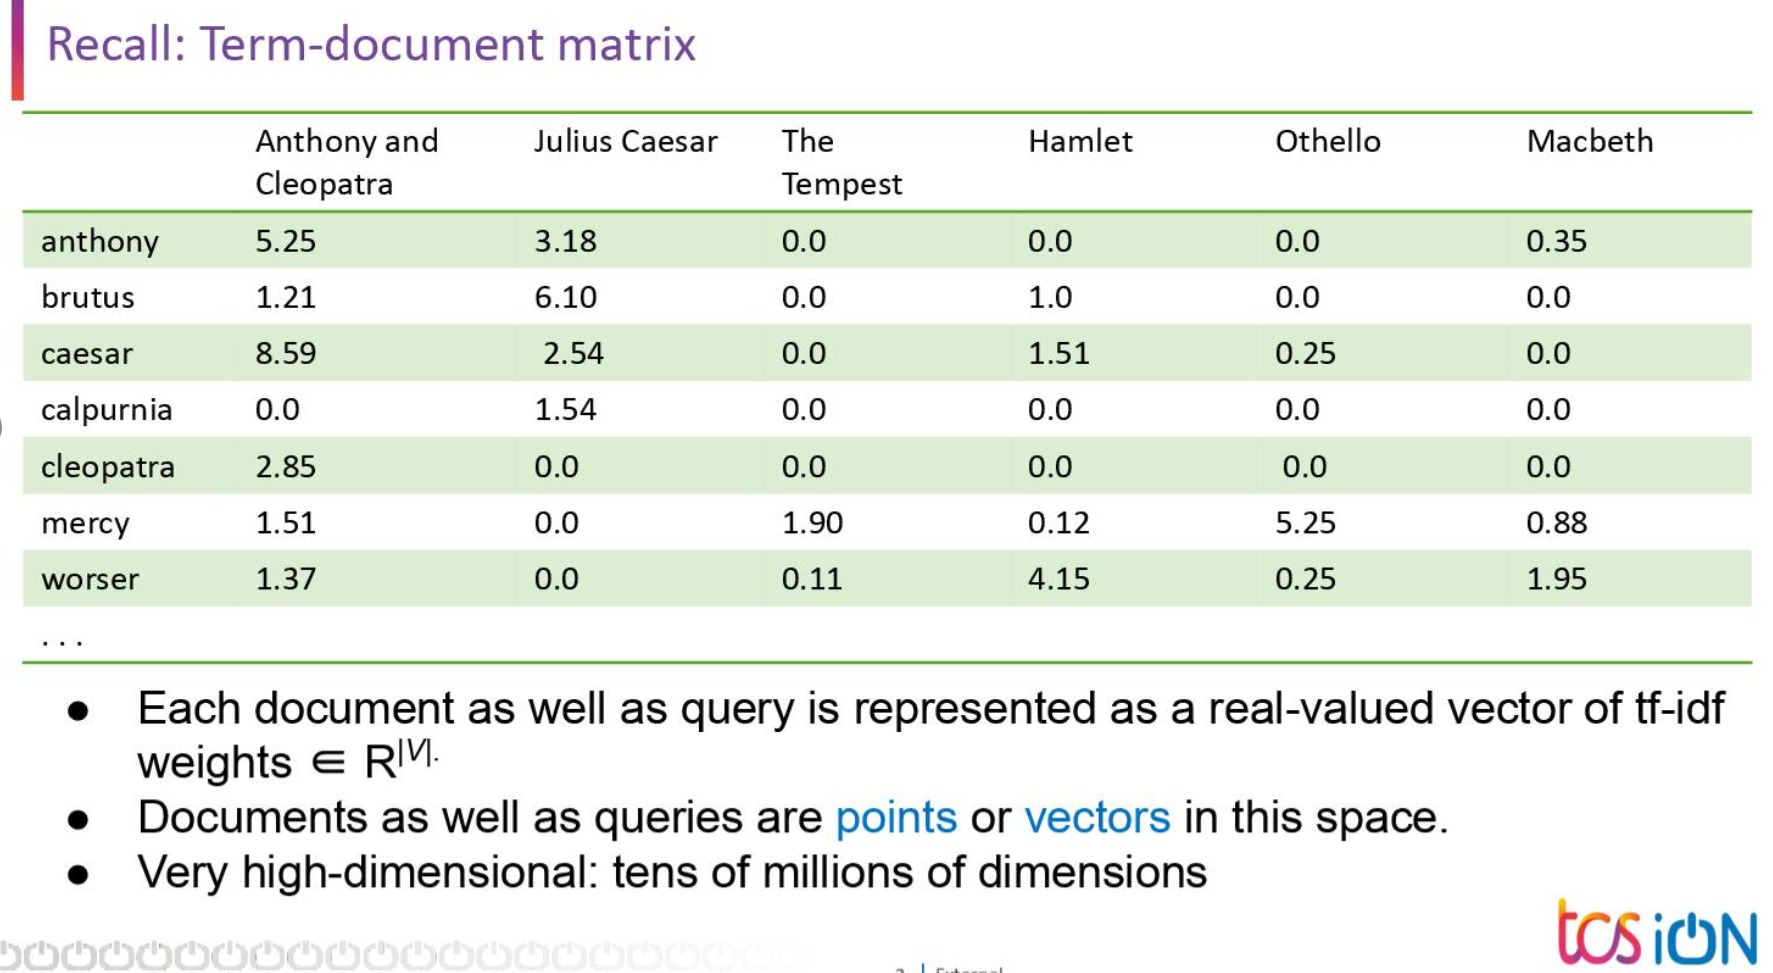 Recall: Term-document matrix
Anthony and Cleopatra Julius Caesar The Tempest Hamlet Othello Macbeth
anthony 5.25 3.18 0.0 0.0 0.0 0.35
brutus 1.21 6.10 0.0 1.0 0.0 0.0
caesar 8.59 2.54 0.0 1.51 0.25 0.0
calpurnia 0.0 1.54 0.0 0.0 0.0 0.0
cleopatra 2.85 0.0 0.0 0.0 0.0 0.0
mercy 1.51 0.0 1.90 0.12 5.25 0.88
worser 1.37 0.0 0.11 4.15 0.25 1.95
. . .
● Each document as well as query is represented as a real-valued vector of tf-idf
weights ∈ R|V|.
● Documents as well as queries are points or vectors in this space.
● Very high-dimensional: tens of millions of dimensions
tcs iON
External